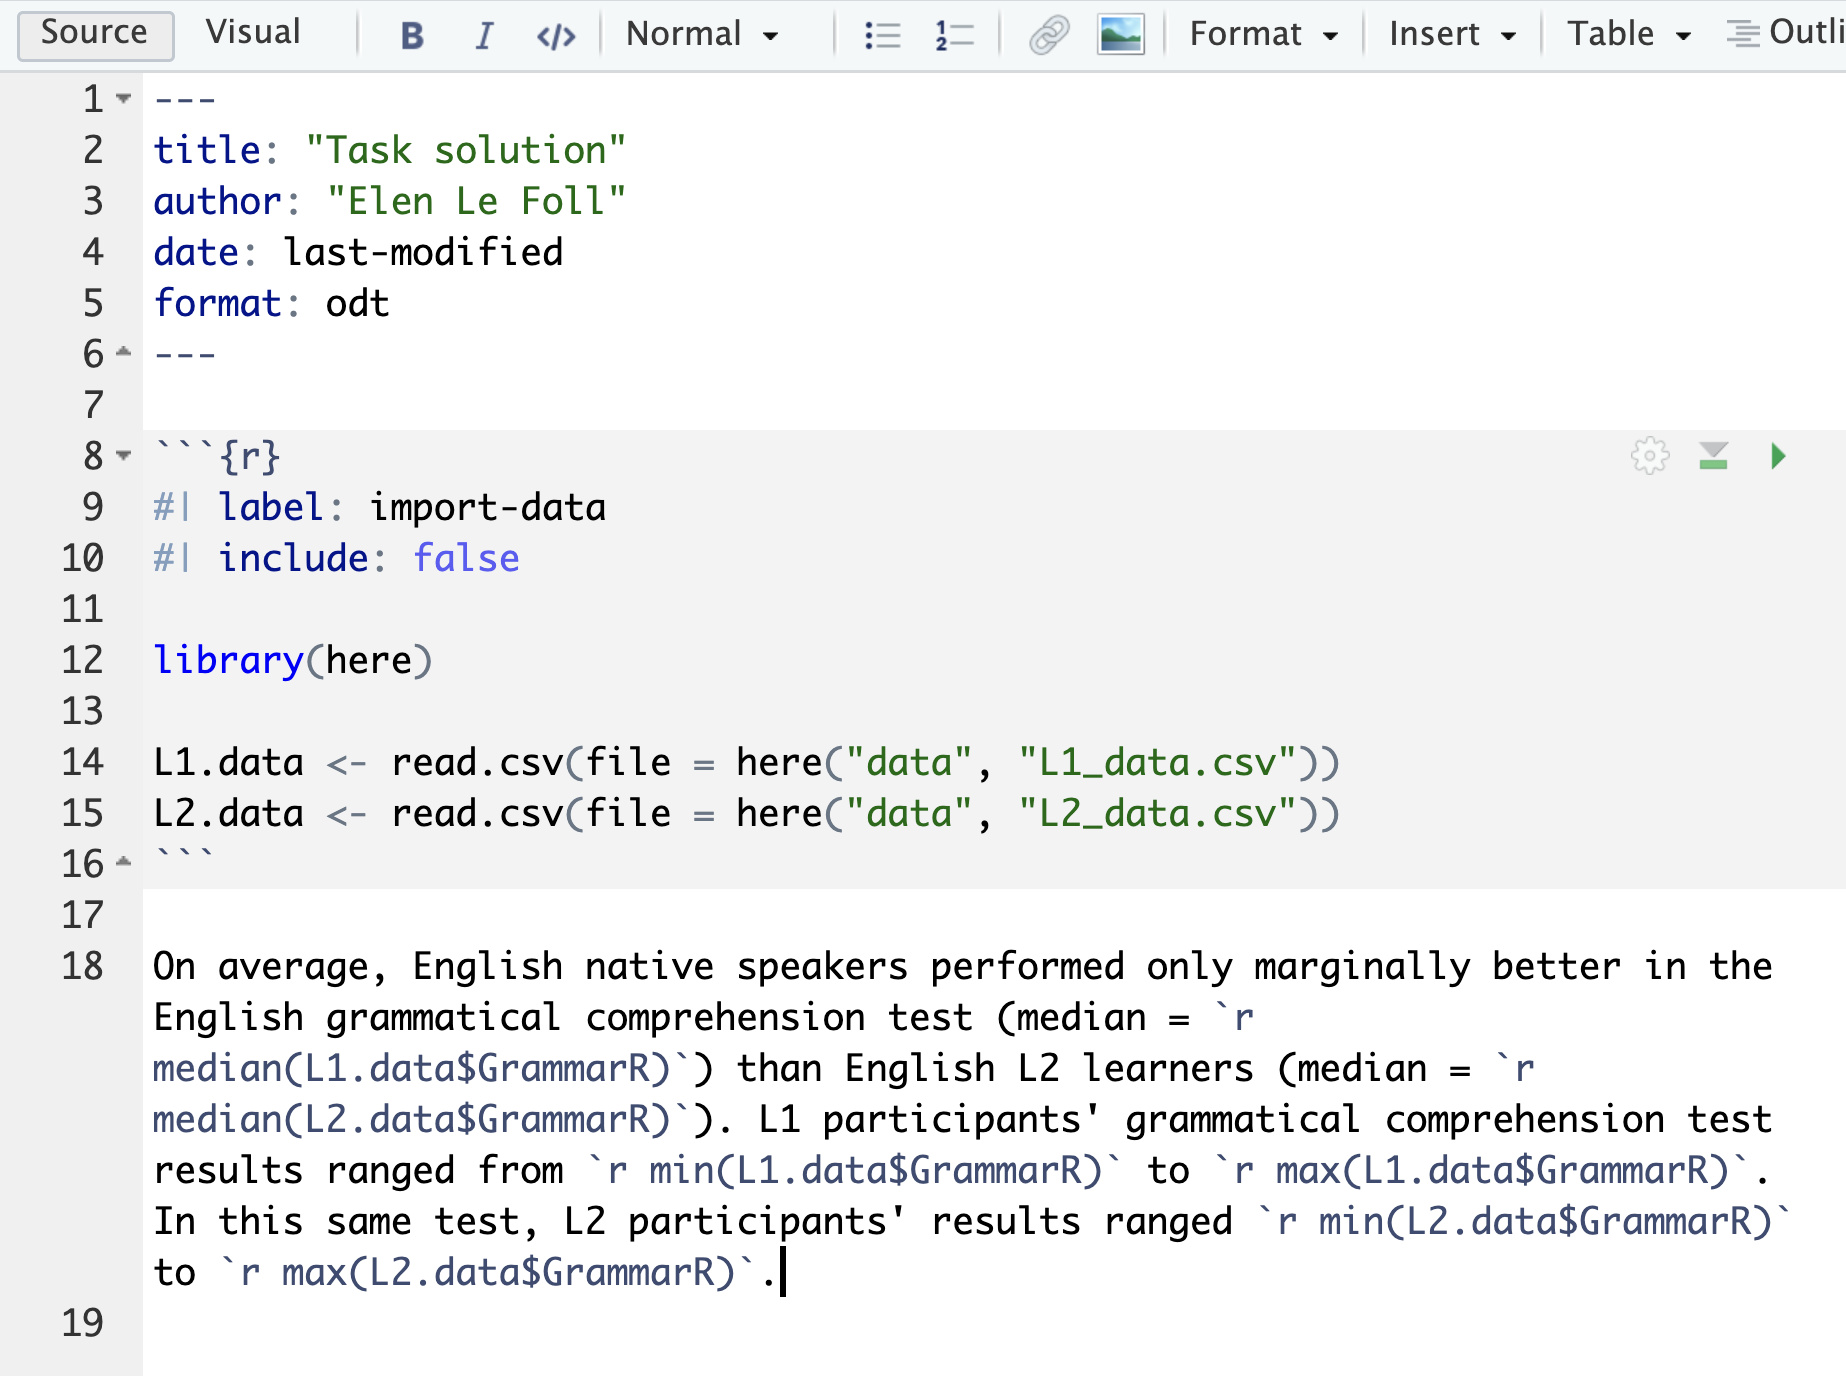 Source Visual B I </> Normal Format Insert Table Outli
1 ---
2 title: "Task solution"
3 author: "Elen Le Foll"
4 date: last-modified
5 format: odt
6 ---
7
8 ```{r}
9 #| label: import-data
10 #| include: false
11
12 library(here)
13
14 L1.data <- read.csv(file = here("data", "L1_data.csv"))
15 L2.data <- read.csv(file = here("data", "L2_data.csv"))
16 ```
17
18 On average, English native speakers performed only marginally better in the
English grammatical comprehension test (median = `r
median(L1.data$GrammarR)`) than English L2 learners (median = `r
median(L2.data$GrammarR)`). L1 participants' grammatical comprehension test
results ranged from `r min(L1.data$GrammarR)` to `r max(L1.data$GrammarR)`.
In this same test, L2 participants' results ranged `r min(L2.data$GrammarR)`
to `r max(L2.data$GrammarR)`.
19